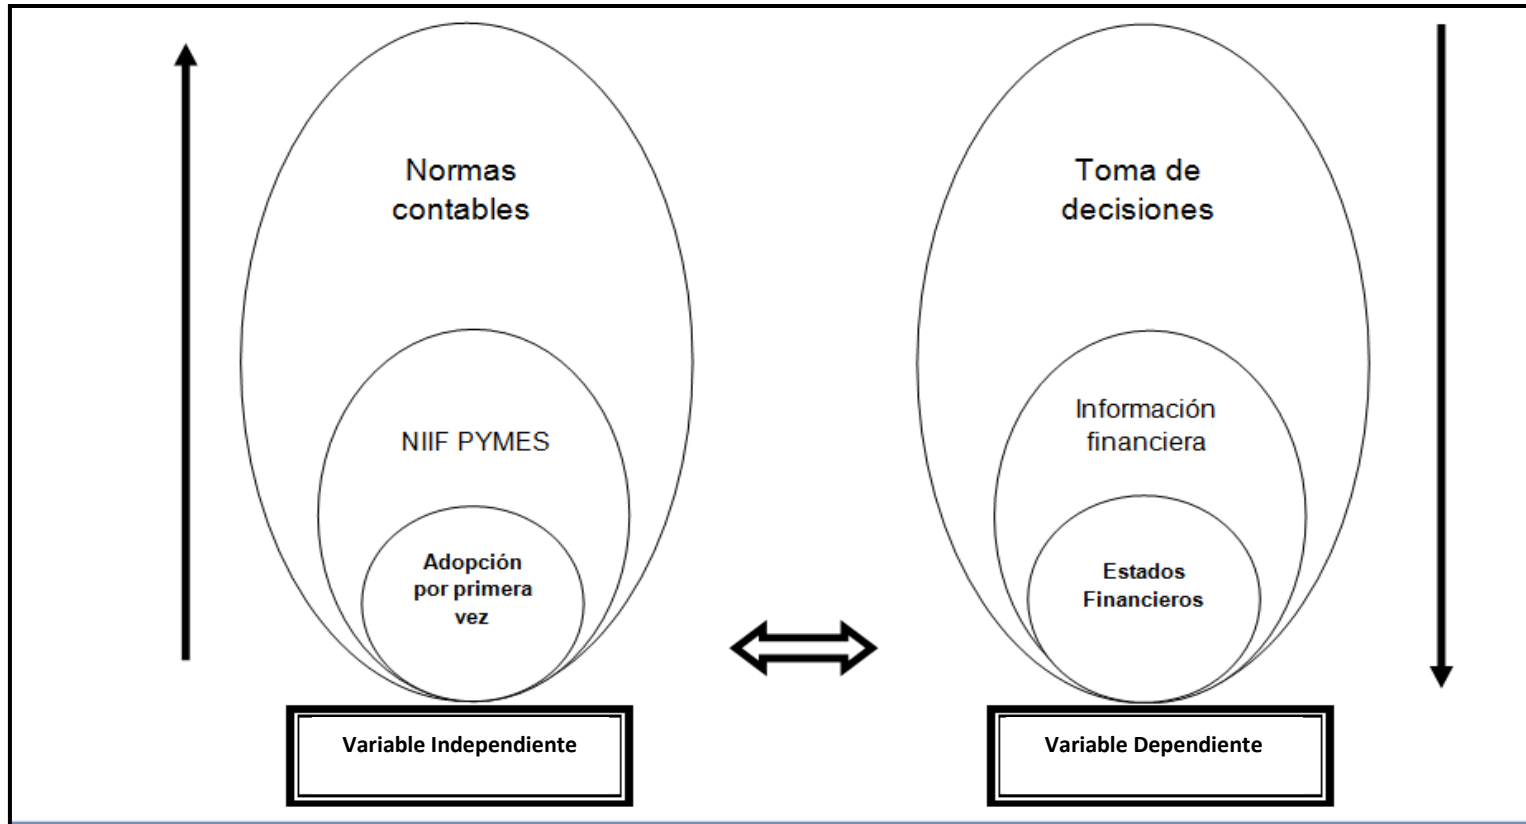 Normas
contables
NIIF PYMES
Adopción
por primera
vez
Variable Independiente
Toma de
decisiones
Información
financiera
Estados
Financieros
Variable Dependiente